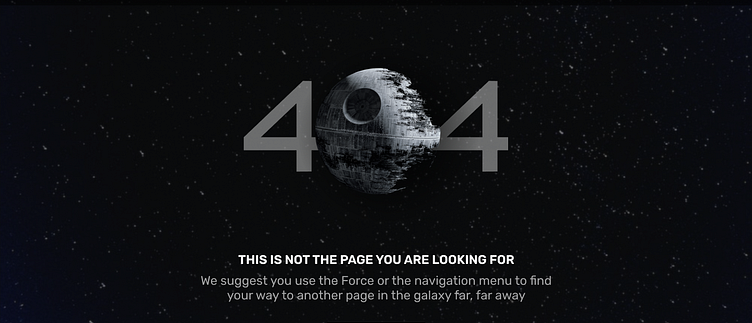 4 4
THIS IS NOT THE PAGE YOU ARE LOOKING FOR
We suggest you use the Force or the navigation menu to find
your way to another page in the galaxy far, far away